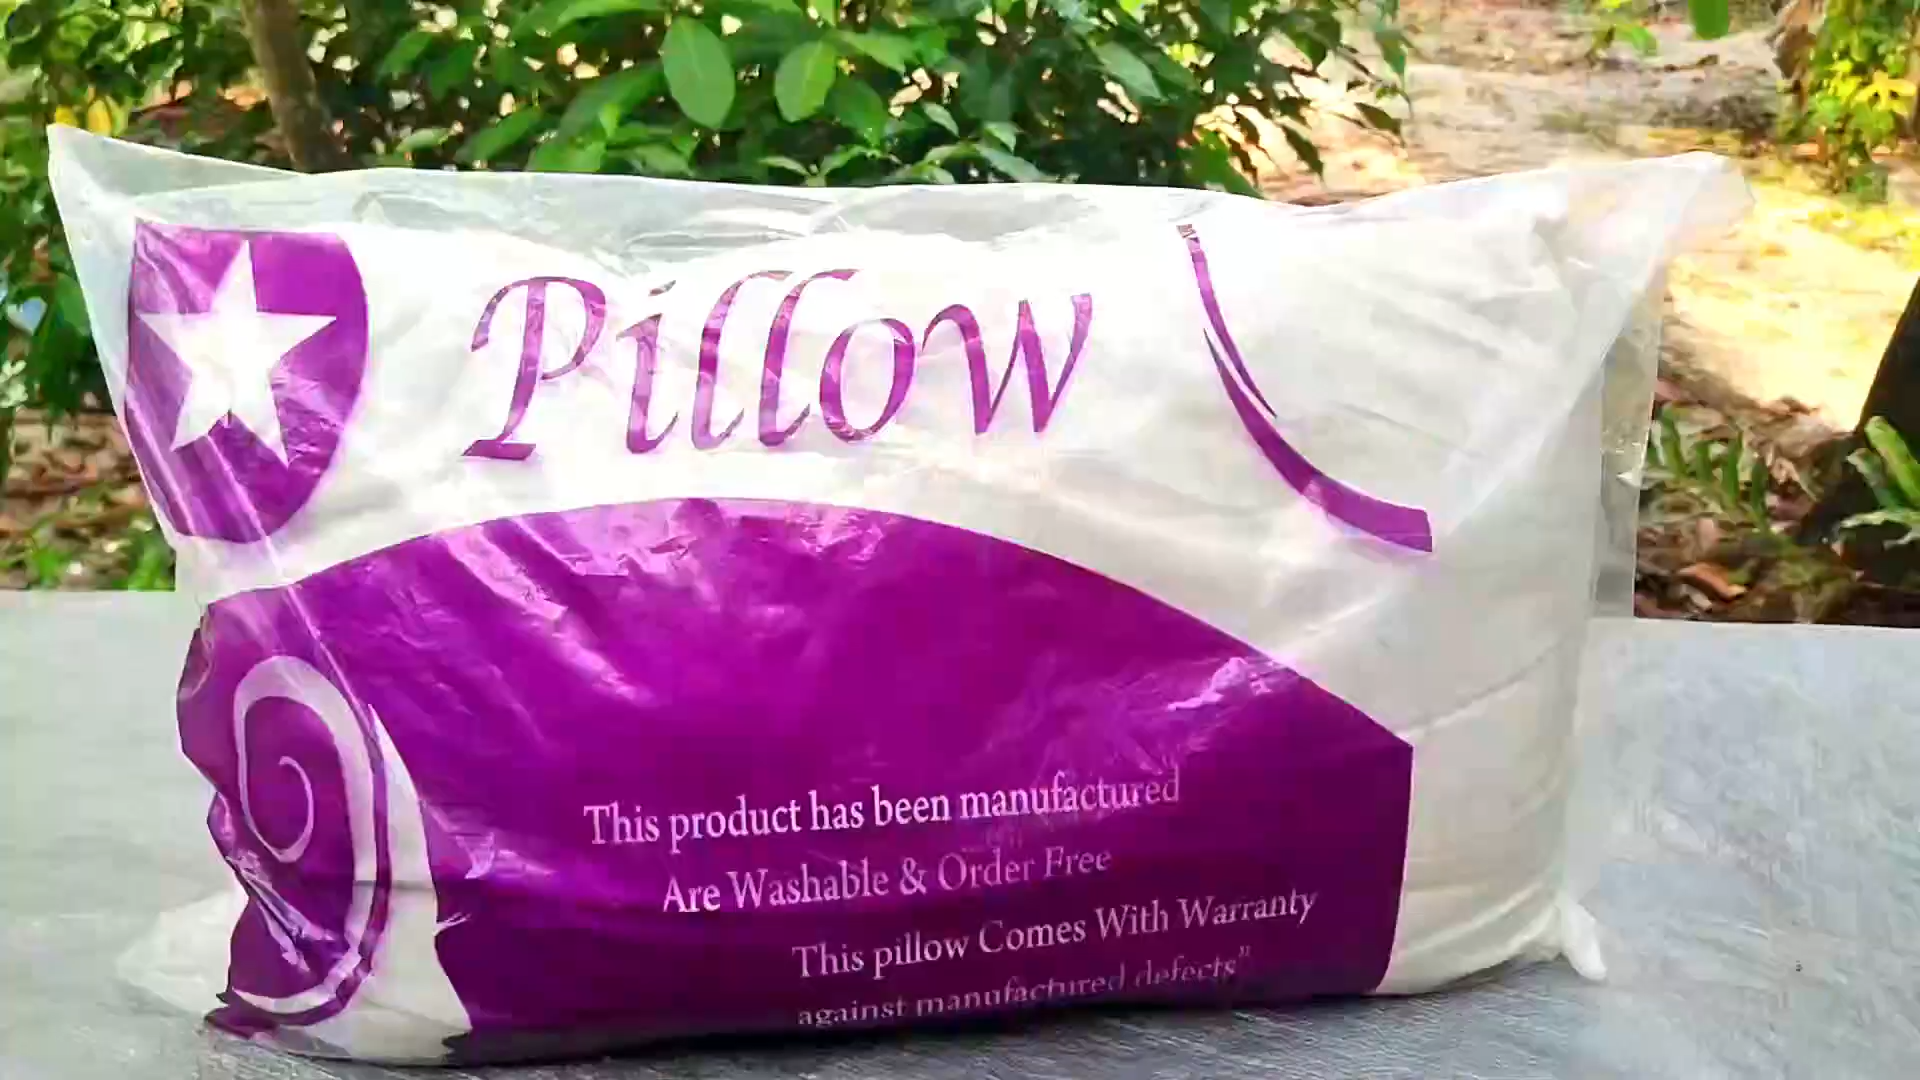 Pillow
This product has been manufactured
Are Washable & Order Free
This pillow Comes With Warranty
against manufactured defects”